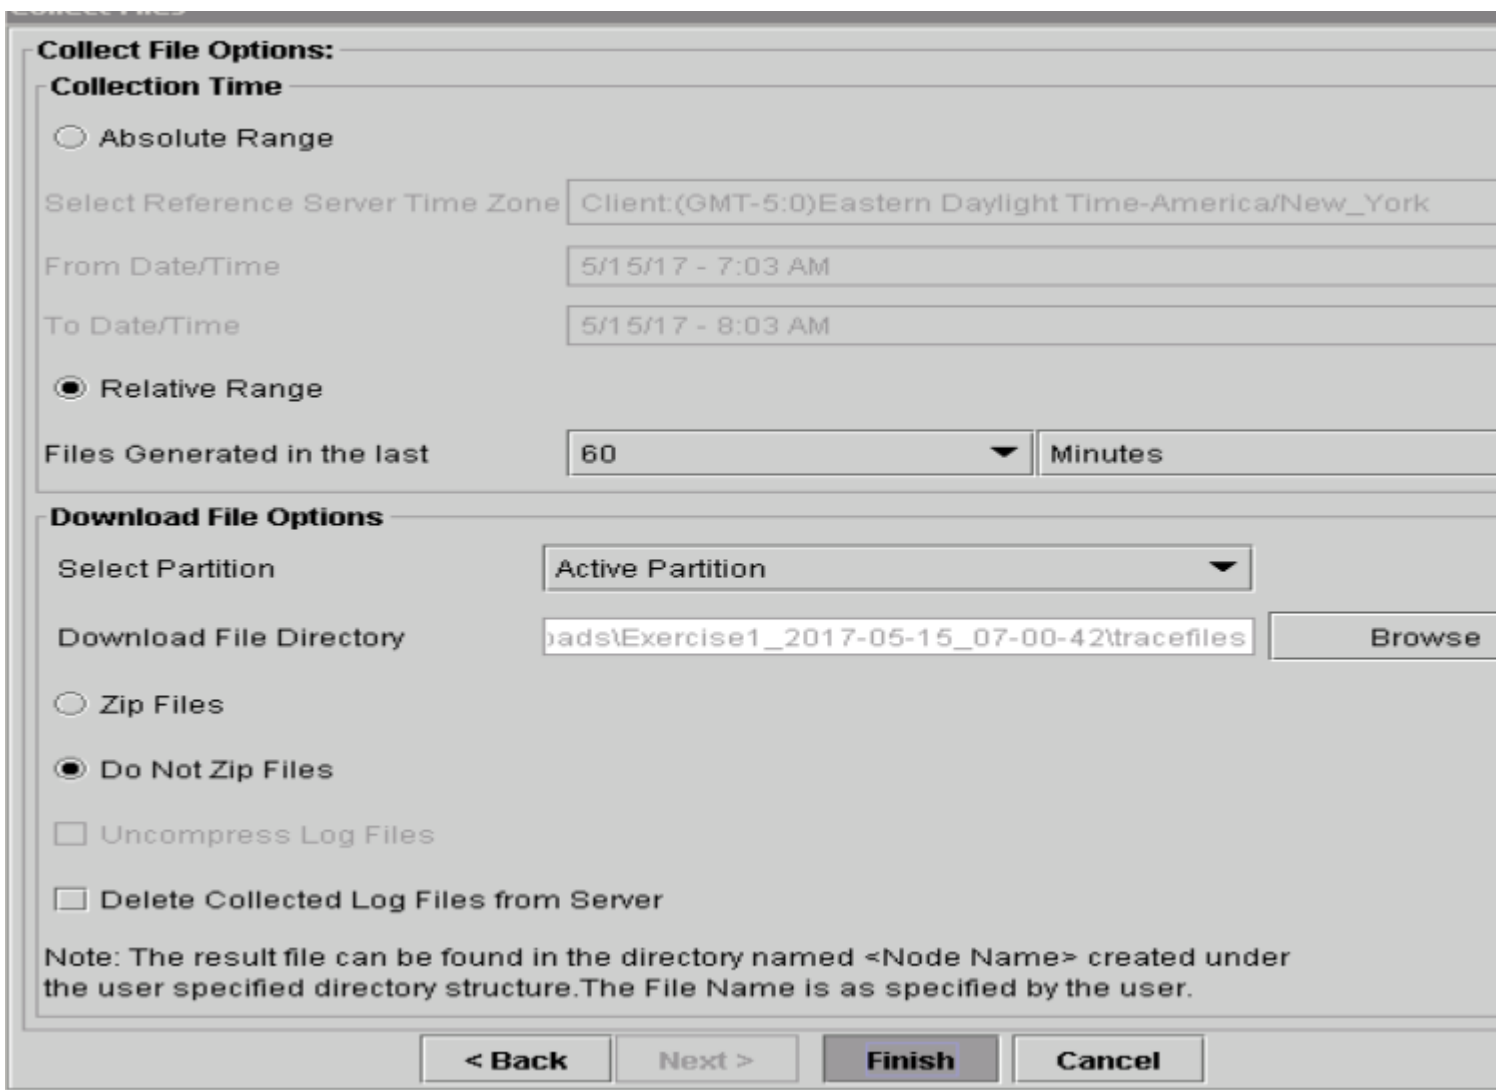 Collect Files
Collect File Options:
Collection Time
Absolute Range
Select Reference Server Time Zone Client:(GMT-5:0)Eastern Daylight Time-America/New_York
From Date/Time 5/15/17 - 7:03 AM
To Date/Time 5/15/17 - 8:03 AM
Relative Range
Files Generated in the last 60 Minutes
Download File Options
Select Partition Active Partition
Download File Directory oads\Exercise1_2017-05-15_07-00-42\tracefiles Browse
Zip Files
Do Not Zip Files
Uncompress Log Files
Delete Collected Log Files from Server
Note: The result file can be found in the directory named <Node Name> created under
the user specified directory structure.The File Name is as specified by the user.
< Back Next > Finish Cancel